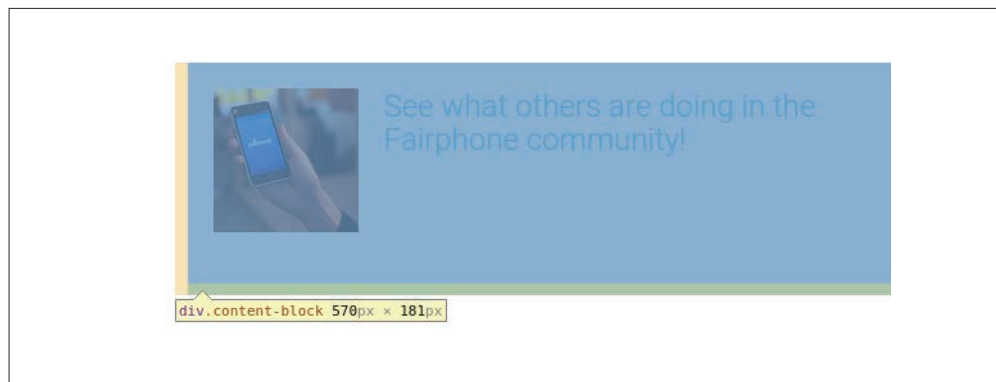 See what others are doing in the
Fairphone community!
div.content-block 570px × 181px